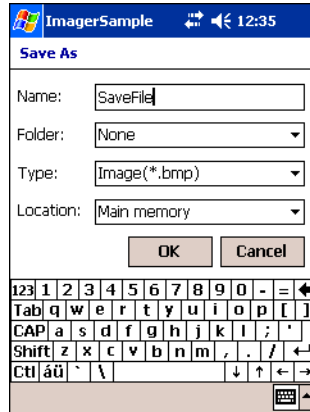 ImagerSample 12:35
Save As
Name: SaveFile
Folder: None
Type: Image(*.bmp)
Location: Main memory
OK Cancel
123 1 2 3 4 5 6 7 8 9 0 - = ←
Tab q w e r t y u i o p [ ]
CAP a s d f g h j k l ; '
Shift z x c v b n m , . / ↵
Ctl áü ` \ ↓ ↑ ← →